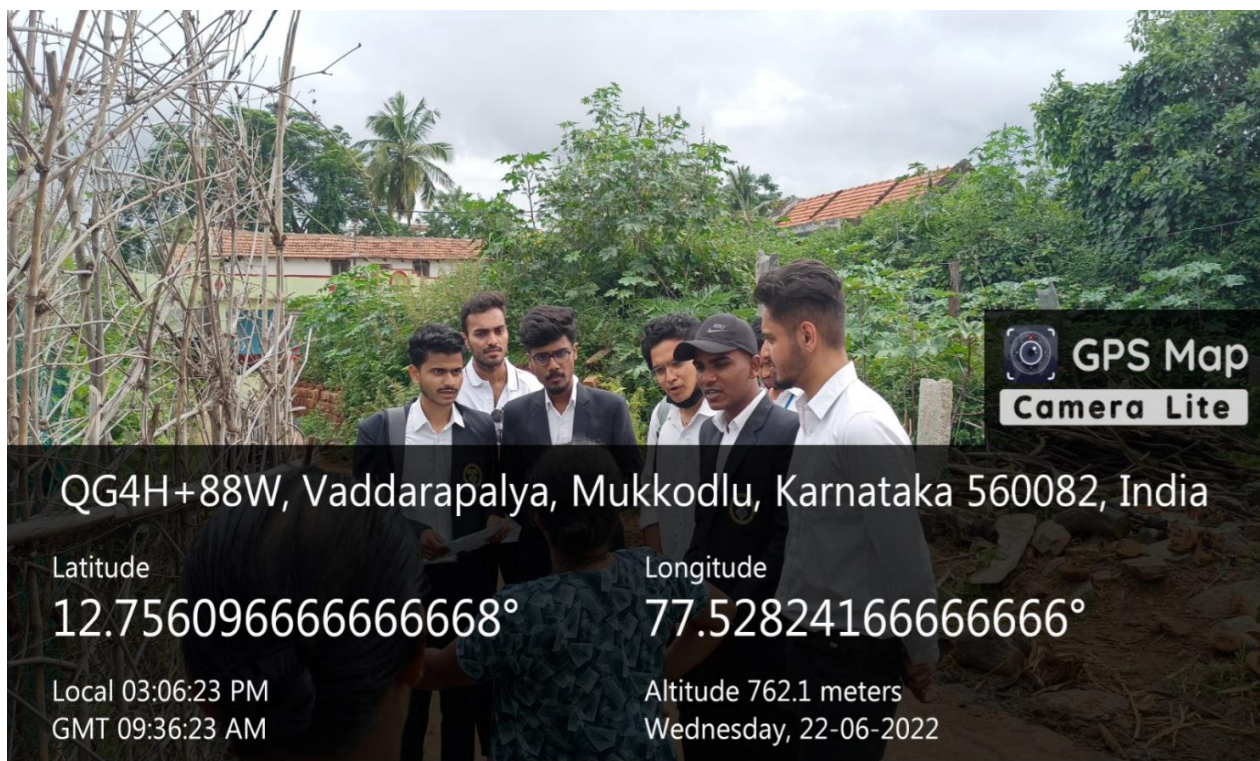 GPS Map
Camera Lite
QG4H+88W, Vaddarapalya, Mukkodlu, Karnataka 560082, India
Latitude
12.756096666666668°
Longitude
77.52824166666666°
Local 03:06:23 PM
GMT 09:36:23 AM
Altitude 762.1 meters
Wednesday, 22-06-2022